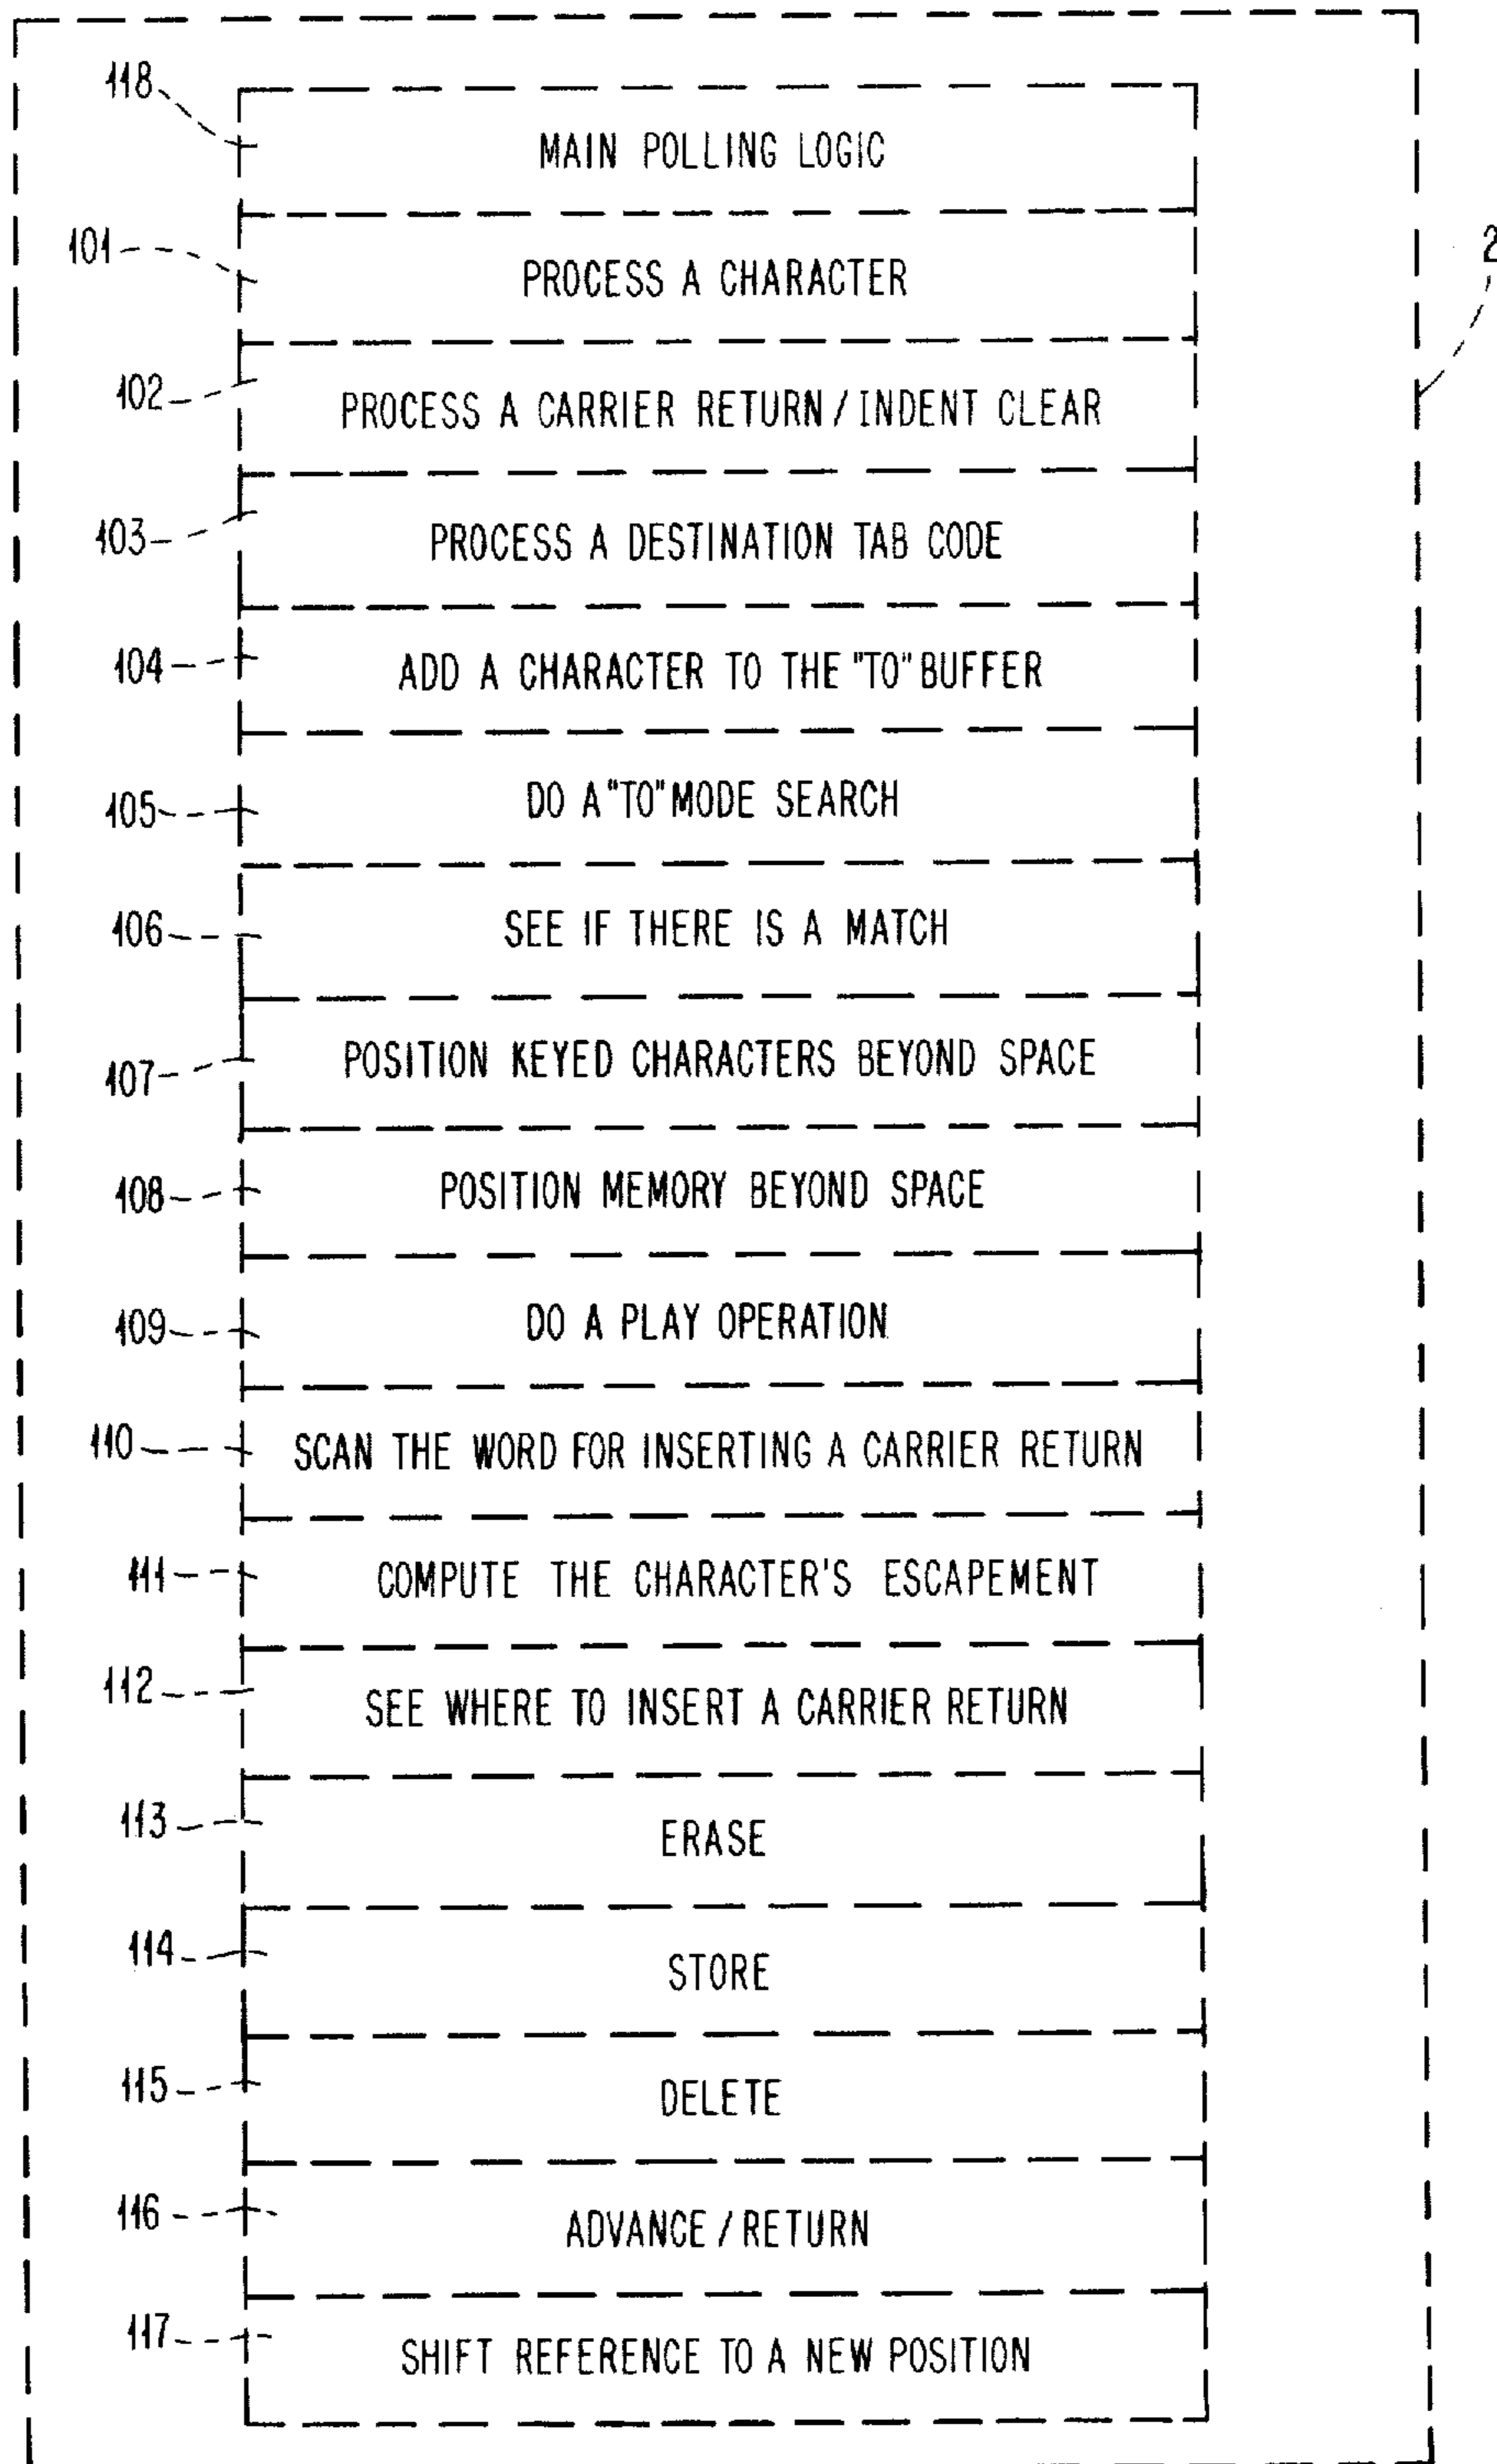 118
MAIN POLLING LOGIC
101
PROCESS A CHARACTER
2
102
PROCESS A CARRIER RETURN/INDENT CLEAR
103
PROCESS A DESTINATION TAB CODE
104
ADD A CHARACTER TO THE "TO" BUFFER
105
DO A "TO" MODE SEARCH
106
SEE IF THERE IS A MATCH
107
POSITION KEYED CHARACTERS BEYOND SPACE
108
POSITION MEMORY BEYOND SPACE
109
DO A PLAY OPERATION
110
SCAN THE WORD FOR INSERTING A CARRIER RETURN
111
COMPUTE THE CHARACTER'S ESCAPEMENT
112
SEE WHERE TO INSERT A CARRIER RETURN
113
ERASE
114
STORE
115
DELETE
116
ADVANCE/RETURN
117
SHIFT REFERENCE TO A NEW POSITION